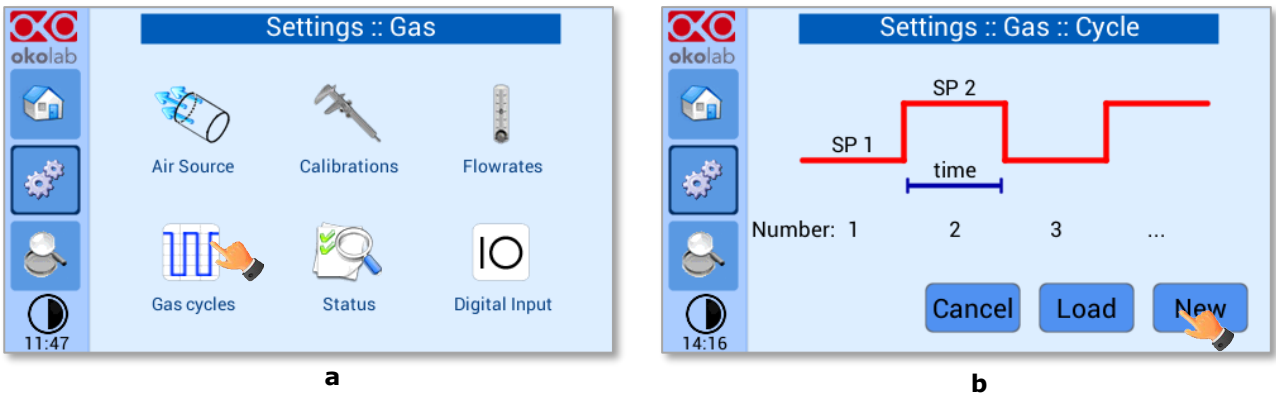 Settings :: Gas
okolab
Air Source
Calibrations
Flowrates
IO
Gas cycles
Status
Digital Input
11:47
a
Settings :: Gas :: Cycle
okolab
SP 2
SP 1
time
Number: 1 2 3 ...
Cancel
Load
New
14:16
b